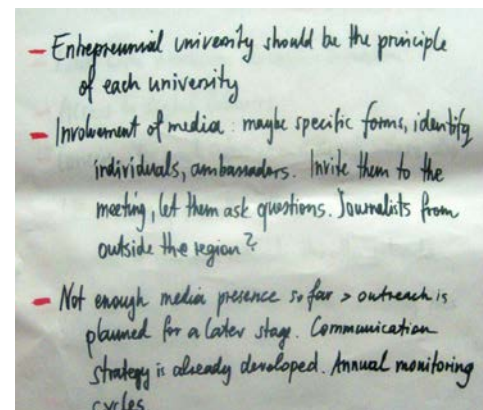 - Entrepreunial university should be the principle
of each university
- Involvement of media : maybe specific forms, identify
individuals, ambassadors. Invite them to the
meeting, let them ask questions. Journalists from
outside the region?
- Not enough media presence so far > outreach is
planned for a later stage. Communication
strategy is already developed. Annual monitoring
cycles